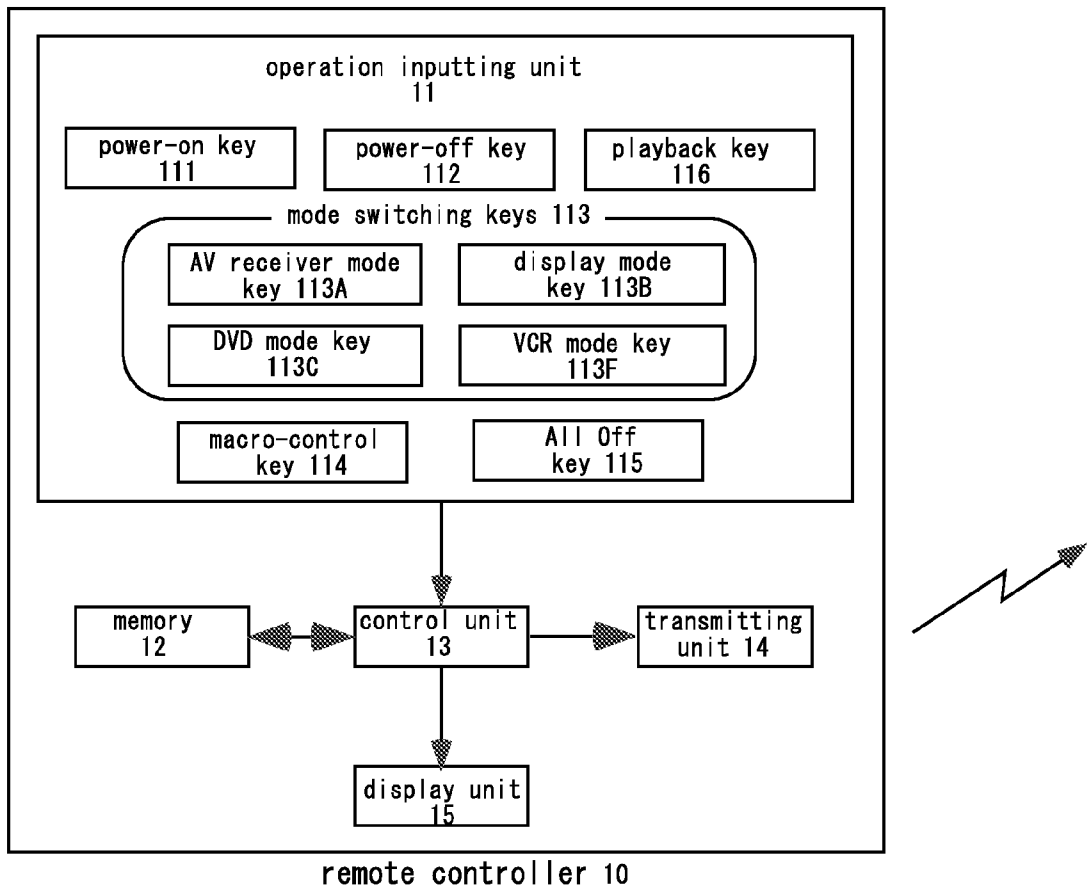 operation inputting unit
11
power-on key
111
power-off key
112
playback key
116
mode switching keys 113
AV receiver mode
key 113A
display mode
key 113B
DVD mode key
113C
VCR mode key
113F
macro-control
key 114
All Off
key 115
memory
12
control unit
13
transmitting
unit 14
display unit
15
remote controller 10